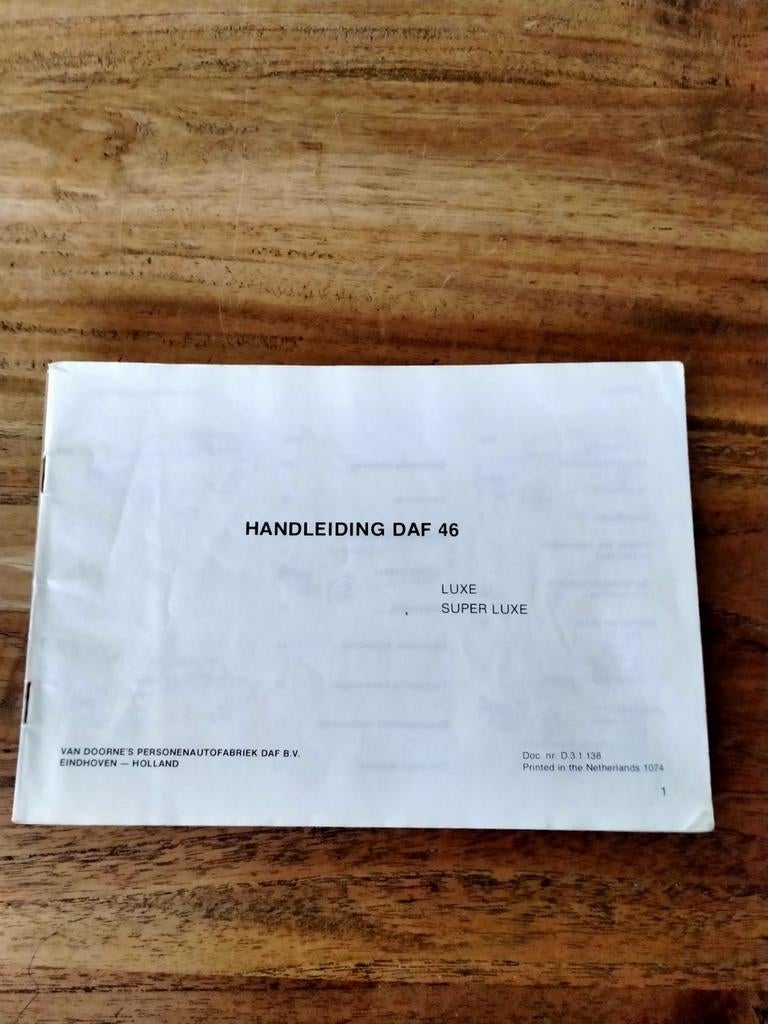 HANDLEIDING DAF 46
LUXE
SUPER LUXE
VAN DOORNE'S PERSONENAUTOFABRIEK DAF B.V.
EINDHOVEN — HOLLAND
Doc. nr. D.3.1 138
Printed in the Netherlands 1074
1